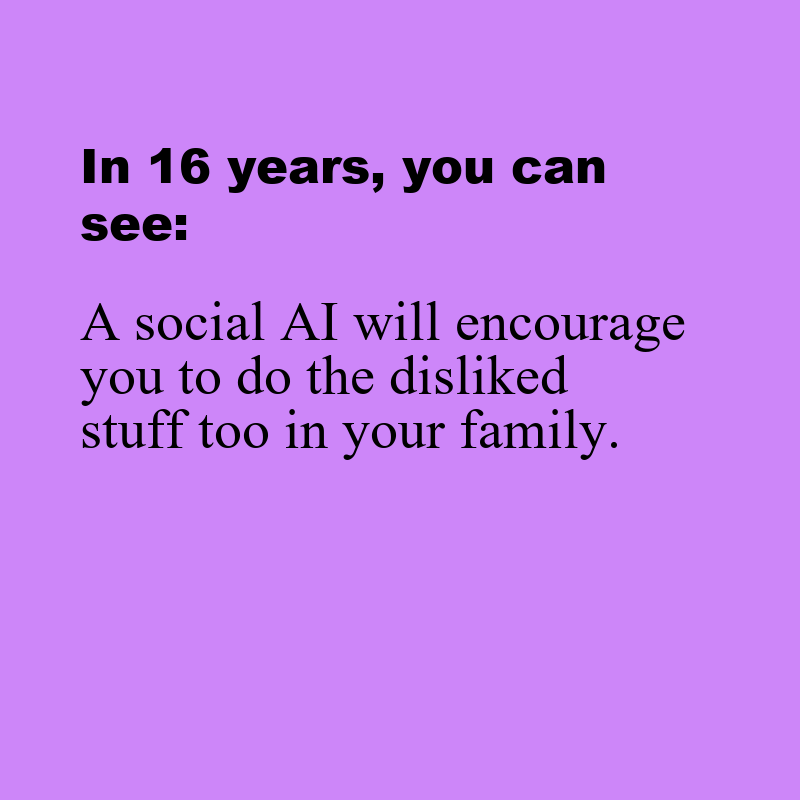 In 16 years, you can
see:
A social AI will encourage
you to do the disliked
stuff too in your family.